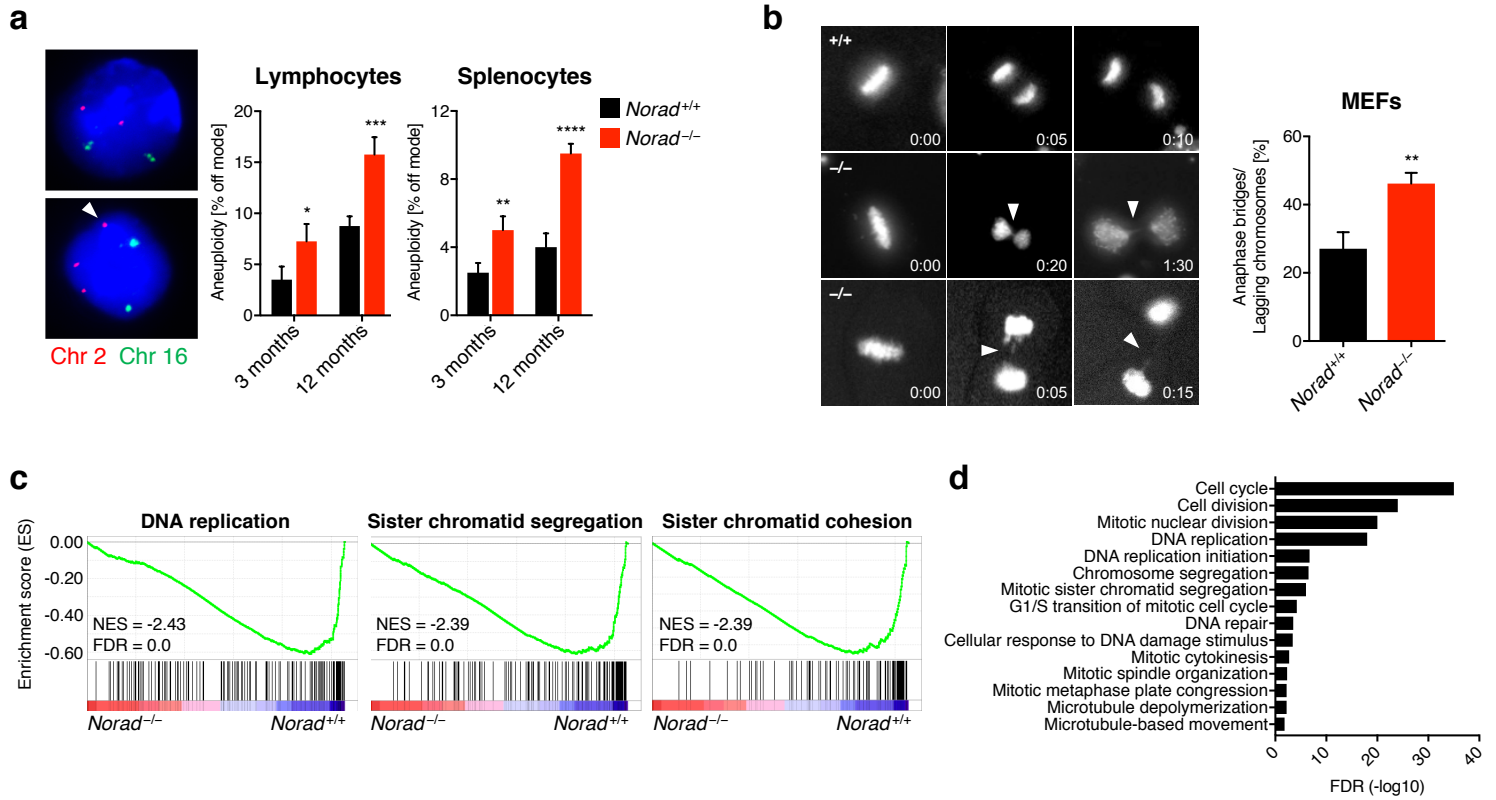 a
Lymphocytes
Splenocytes
Norad+/+
Norad−/−
Aneuploidy [% off mode]
20
15
10
5
0
*
***
3 months
12 months
Aneuploidy [% off mode]
12
8
4
0
**
****
3 months
12 months
Chr 2 Chr 16
b
+/+
0:00
0:05
0:10
−/−
0:00
0:20
1:30
−/−
0:00
0:05
0:15
MEFs
Anaphase bridges/
Lagging chromosomes [%]
60
40
20
0
**
Norad+/+
Norad−/−
c
Enrichment score (ES)
0.00
-0.20
-0.40
-0.60
DNA replication
NES = -2.43
FDR = 0.0
Norad−/− Norad+/+
Sister chromatid segregation
NES = -2.39
FDR = 0.0
Norad−/− Norad+/+
Sister chromatid cohesion
NES = -2.39
FDR = 0.0
Norad−/− Norad+/+
d
Cell cycle
Cell division
Mitotic nuclear division
DNA replication
DNA replication initiation
Chromosome segregation
Mitotic sister chromatid segregation
G1/S transition of mitotic cell cycle
DNA repair
Cellular response to DNA damage stimulus
Mitotic cytokinesis
Mitotic spindle organization
Mitotic metaphase plate congression
Microtubule depolymerization
Microtubule-based movement
0 10 20 30 40
FDR (-log10)